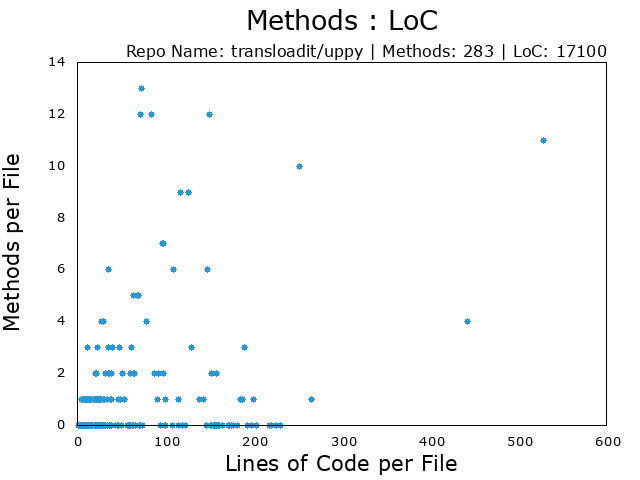 Methods : LoC
Repo Name: transloadit/uppy | Methods: 283 | LoC: 17100
14
12
10
8
6
4
2
0
Methods per File
0 100 200 300 400 500 600
Lines of Code per File